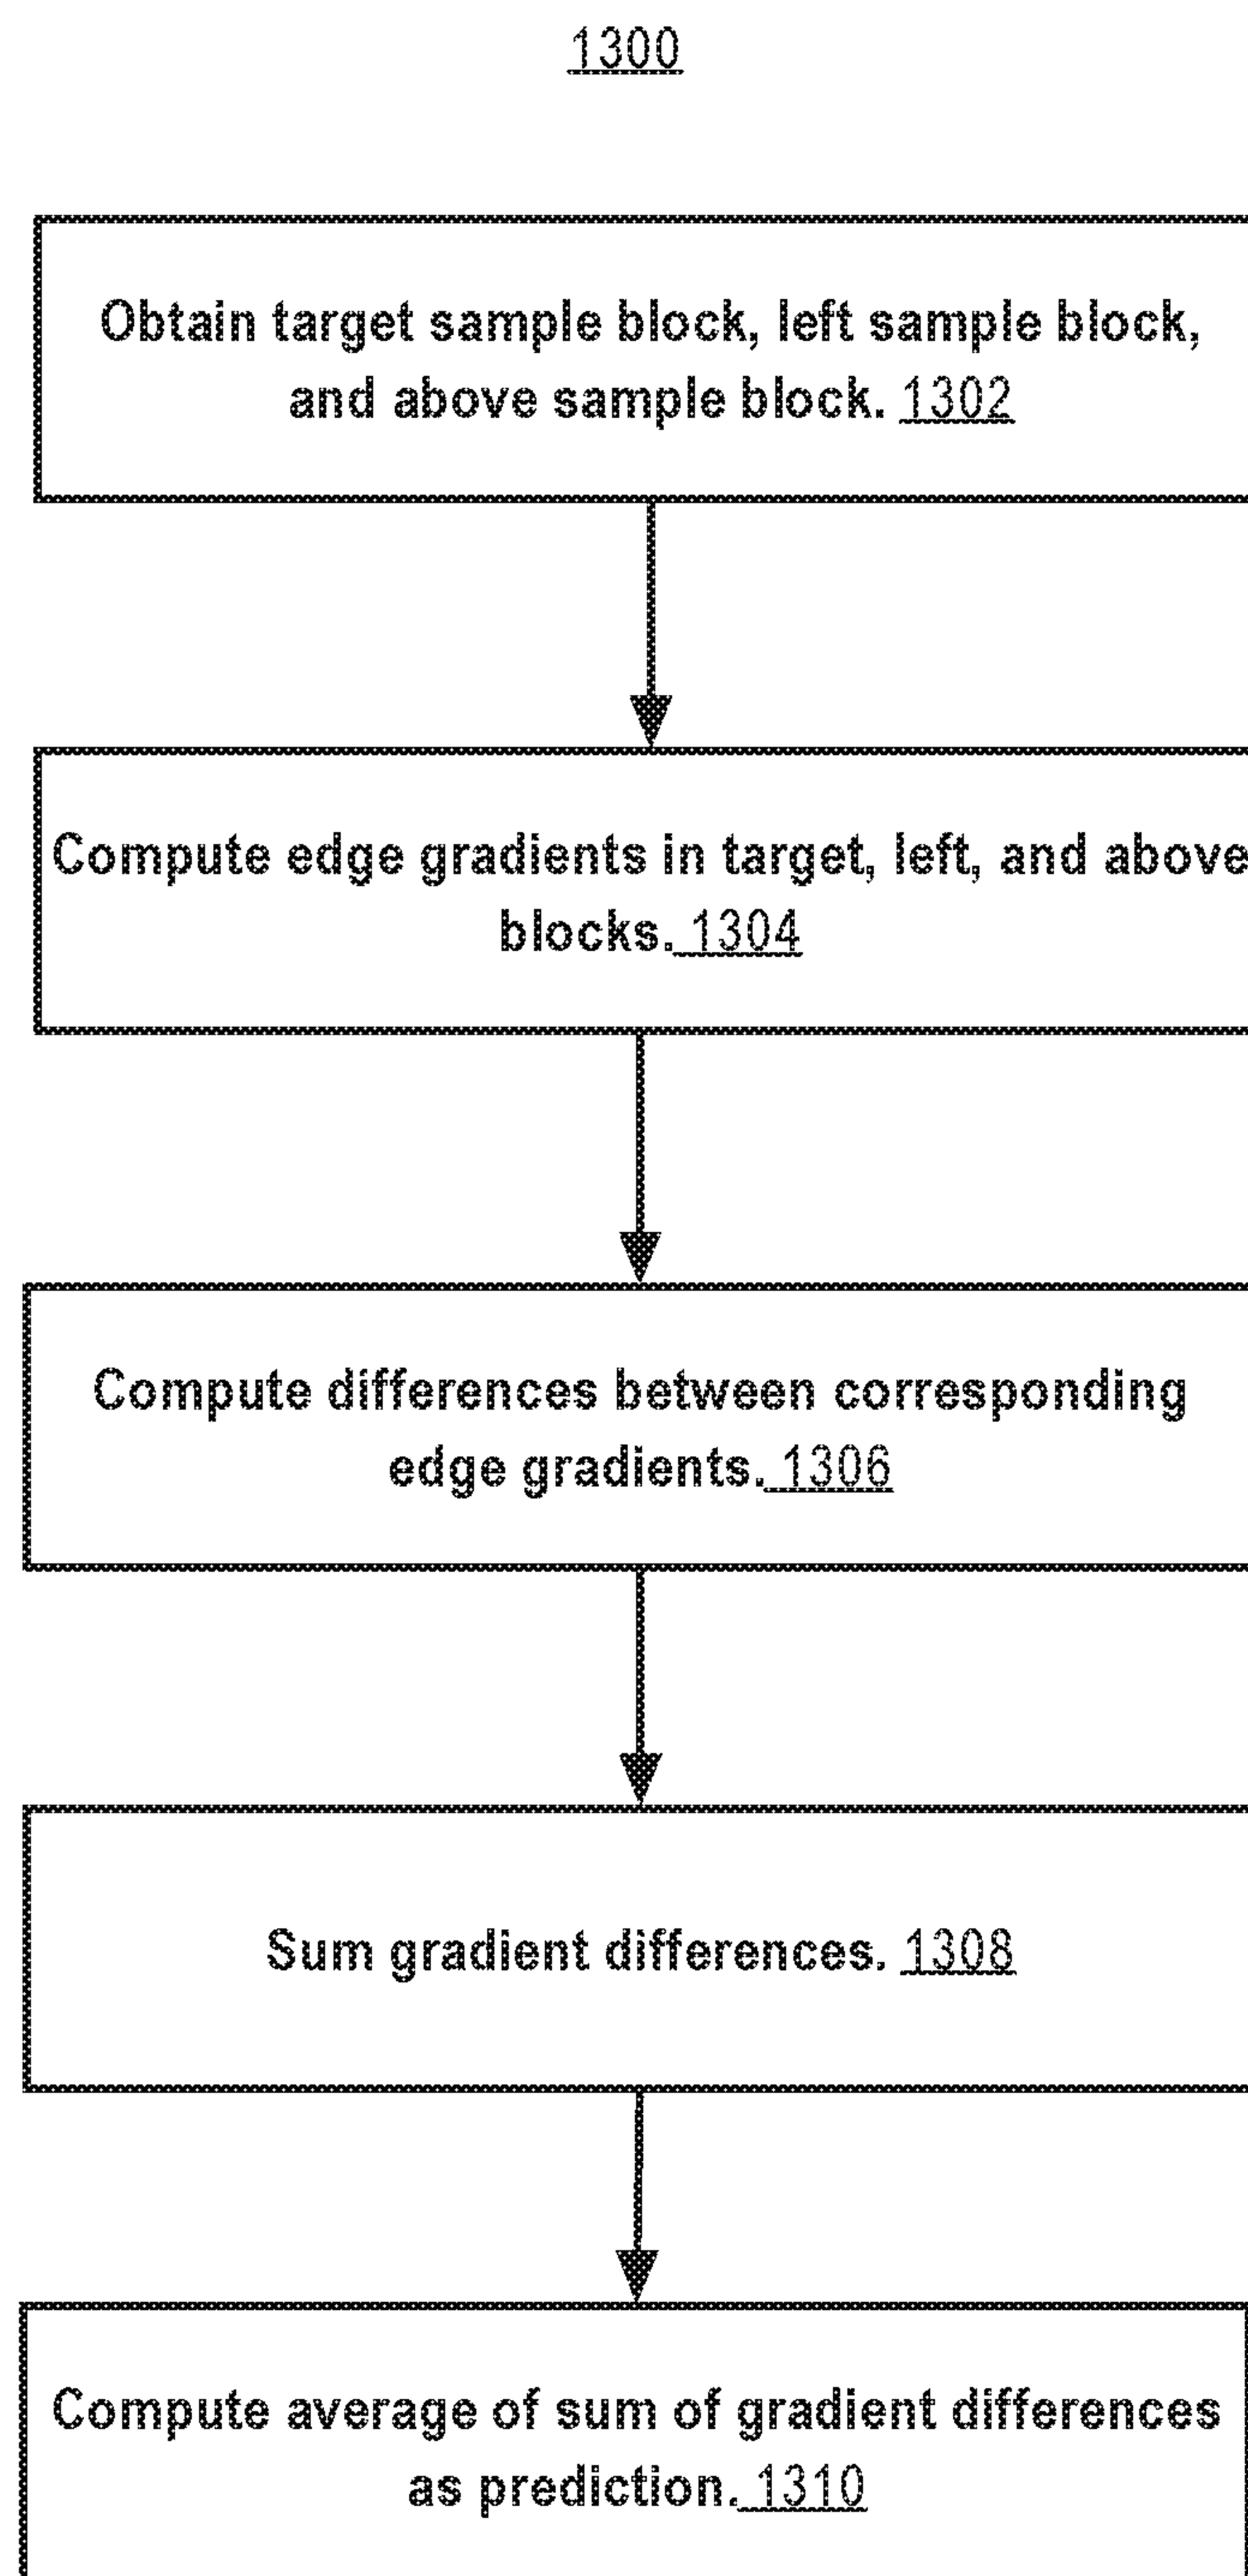 1300
Obtain target sample block, left sample block,
and above sample block. 1302
Compute edge gradients in target, left, and above
blocks. 1304
Compute differences between corresponding
edge gradients. 1306
Sum gradient differences. 1308
Compute average of sum of gradient differences
as prediction. 1310